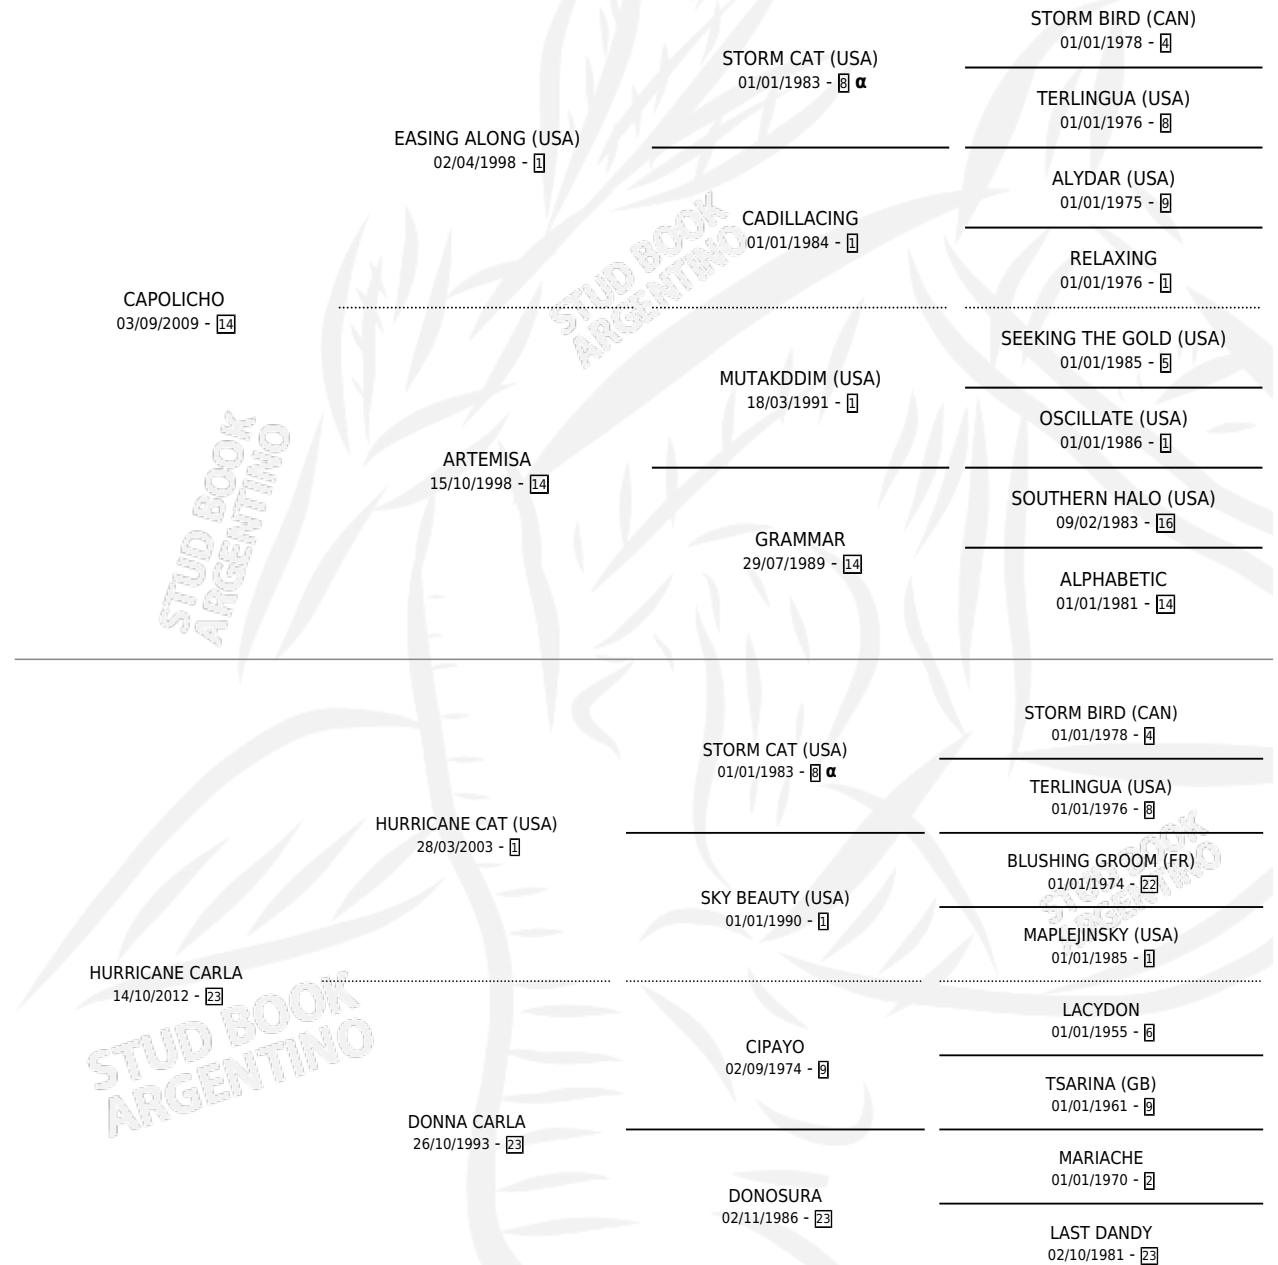 STORM BIRD (CAN)
01/01/1978 - 4
STORM CAT (USA)
01/01/1983 - 8 α
TERLINGUA (USA)
01/01/1976 - 8
EASING ALONG (USA)
02/04/1998 - 1
ALYDAR (USA)
01/01/1975 - 9
CADILLACING
01/01/1984 - 1
RELAXING
01/01/1976 - 1
CAPOLICHO
03/09/2009 - 14
SEEKING THE GOLD (USA)
01/01/1985 - 5
MUTAKDDIM (USA)
18/03/1991 - 1
OSCILLATE (USA)
01/01/1986 - 1
ARTEMISA
15/10/1998 - 14
SOUTHERN HALO (USA)
09/02/1983 - 16
GRAMMAR
29/07/1989 - 14
ALPHABETIC
01/01/1981 - 14
STUD BOOK
ARGENTINO
STUD BOOK
ARGENTINO
STORM BIRD (CAN)
01/01/1978 - 4
STORM CAT (USA)
01/01/1983 - 8 α
TERLINGUA (USA)
01/01/1976 - 8
HURRICANE CAT (USA)
28/03/2003 - 1
BLUSHING GROOM (FR)
01/01/1974 - 22
SKY BEAUTY (USA)
01/01/1990 - 1
MAPLEJINSKY (USA)
01/01/1985 - 1
HURRICANE CARLA
14/10/2012 - 23
LACYDON
01/01/1955 - 6
CIPAYO
02/09/1974 - 9
TSARINA (GB)
01/01/1961 - 9
DONNA CARLA
26/10/1993 - 23
MARIACHE
01/01/1970 - 2
DONOSURA
02/11/1986 - 23
LAST DANDY
02/10/1981 - 23
STUD BOOK
ARGENTINO
STUD BOOK
ARGENTINO